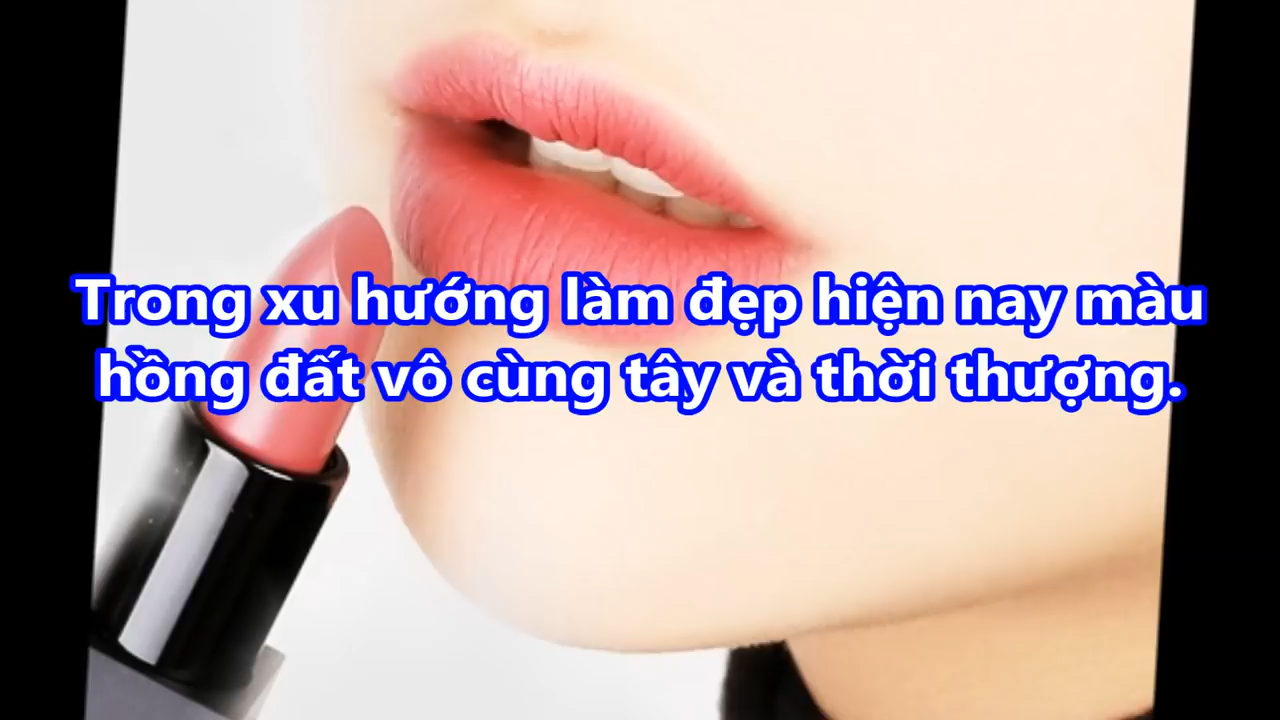 Trong xu hướng làm đẹp hiện nay màu
hồng đất vô cùng tây và thời thượng.